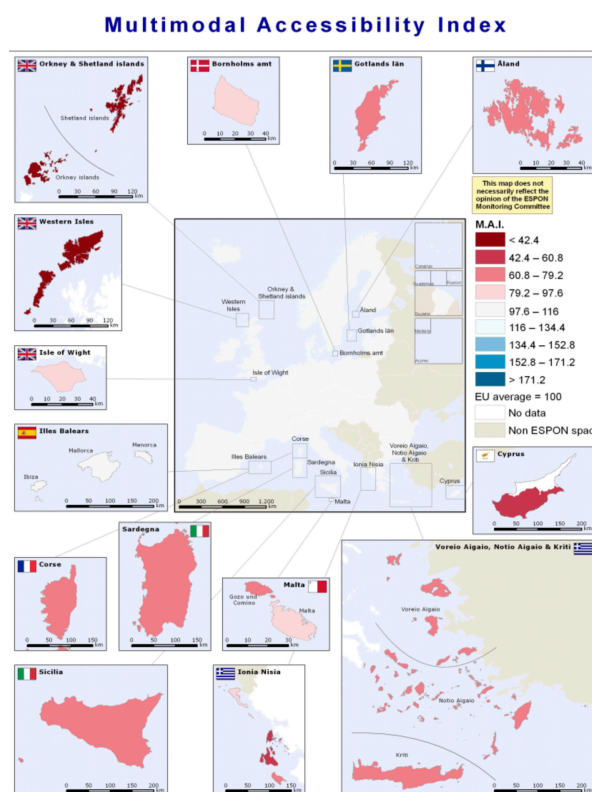 Multimodal Accessibility Index
Orkney & Shetland islands
Shetland islands
Orkney islands
0 30 60 90 120
km
Bornholms amt
0 10 20 30 40
km
Gotlands län
0 30 60 90 120
km
Åland
0 10 20 30 40
km
This map does not
necessarily reflect the
opinion of the ESPON
Monitoring Committee
Western Isles
0 30 60 90 120
km
Isle of Wight
0 10 20 30 40
km
Illes Balears
Menorca
Mallorca
Ibiza
0 50 100 150 200
km
Orkney &
Shetland islands
Western
Isles
Åland
Gotlands län
Bornholms amt
Isle of Wight
Corse
Illes Balears
Sardegna
Sicilia
Malta
Ionia Nisia
Voreio Aigaio,
Notio Aigaio
& Kriti
Cyprus
0 300 600 900 1.200
km
M.A.I.
< 42.4
42.4 – 60.8
60.8 – 79.2
79.2 – 97.6
97.6 – 116
116 – 134.4
134.4 – 152.8
152.8 – 171.2
> 171.2
EU average = 100
No data
Non ESPON spac
Cyprus
0 50 100 150 200
km
Corse
0 50 100 150
km
Sardegna
0 50 100 150
km
Malta
Gozo und
Comino
Malta
0 10 20 30
km
Voreio Aigaio, Notio Aigaio & Kriti
Voreio Aigaio
Notio Aigaio
Kriti
0 50 100 150 200
km
Sicilia
0 50 100 150 200
km
Ionia Nisia
0 50 100 150
km